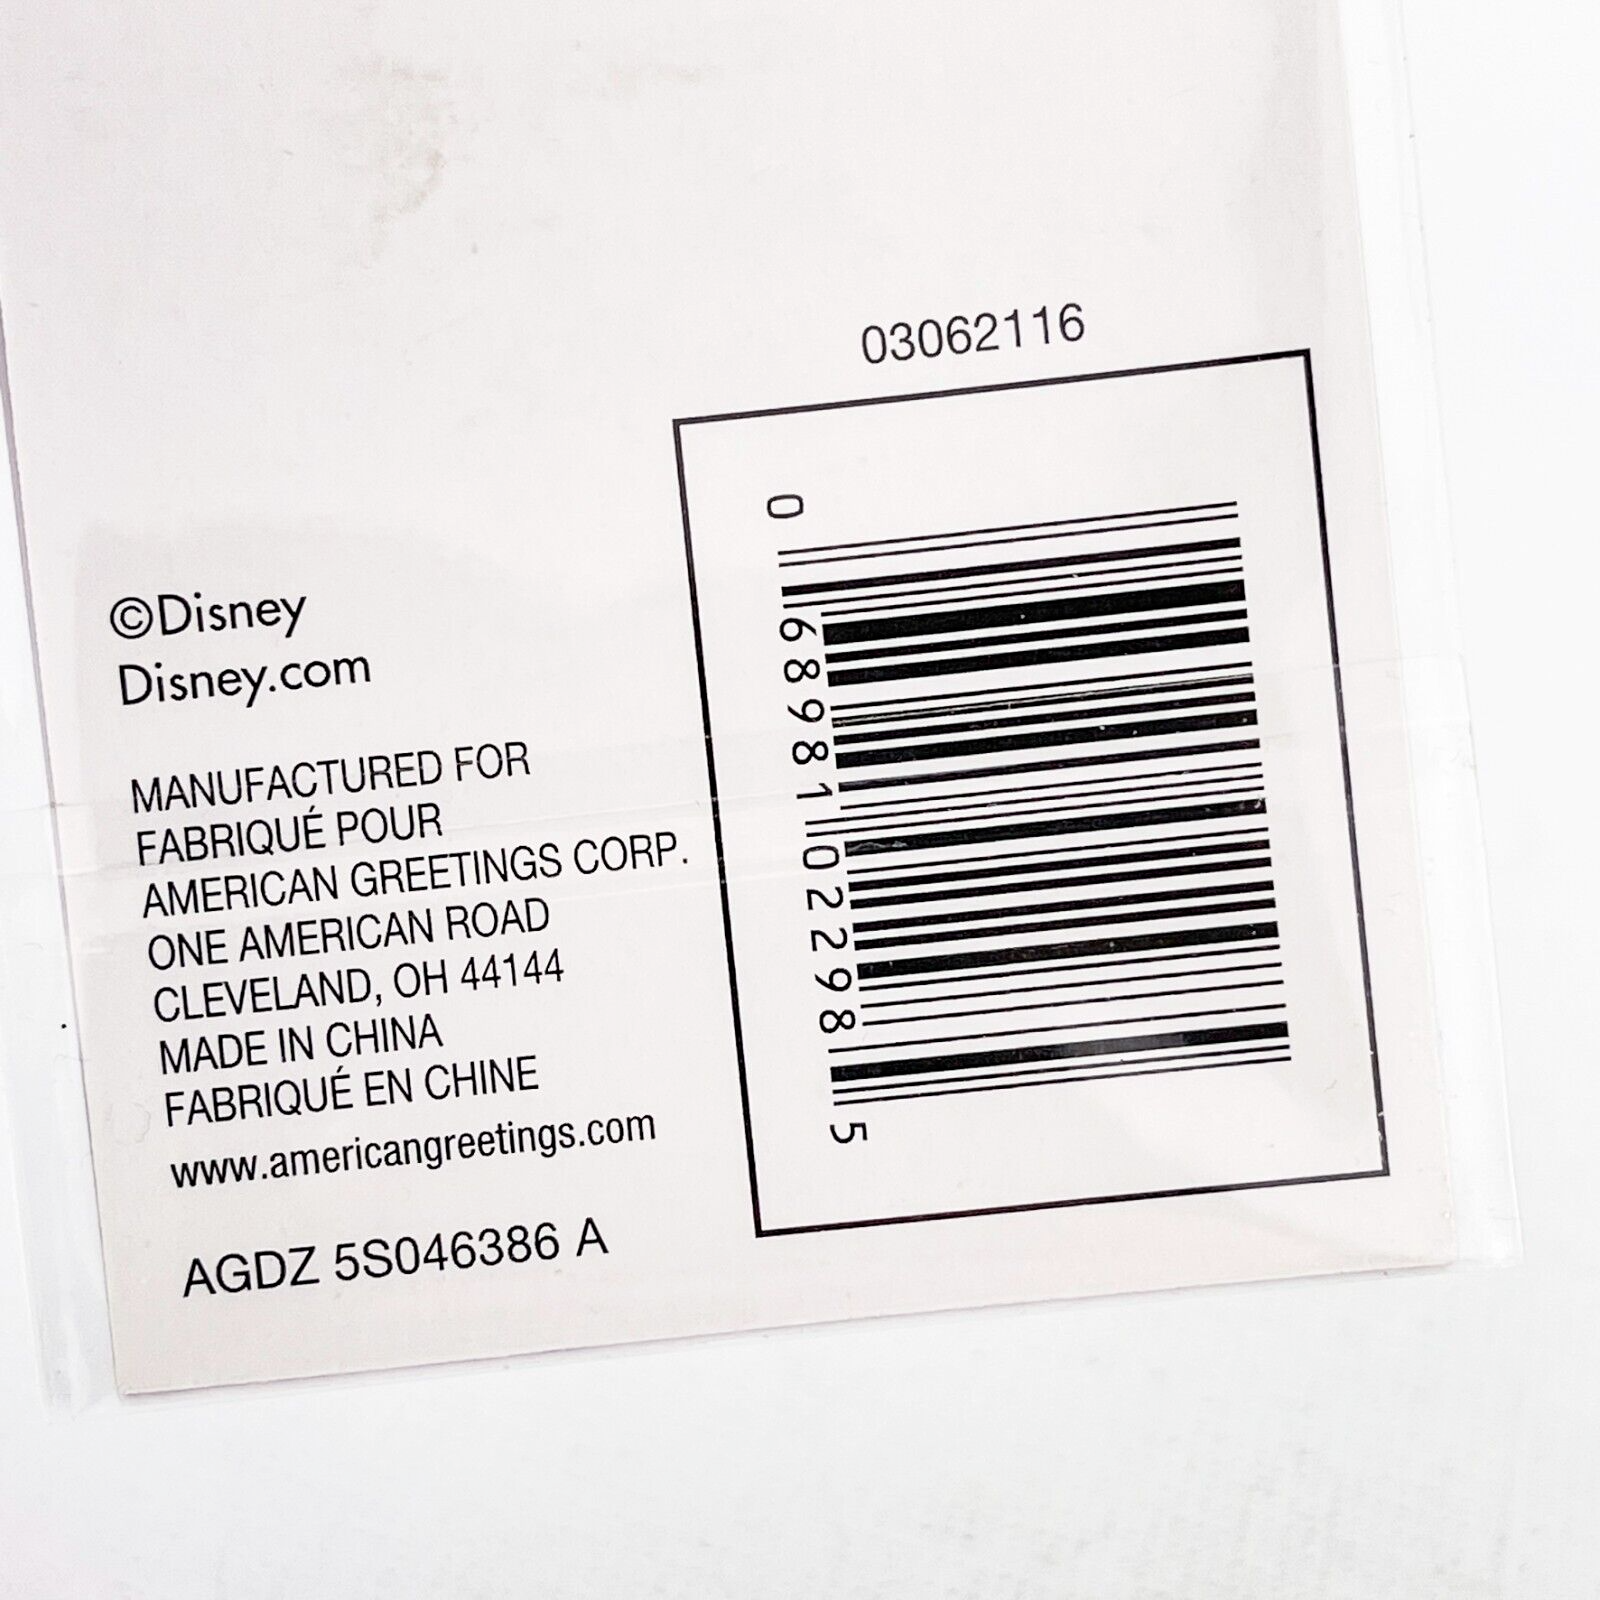 03062116
©Disney
Disney.com
MANUFACTURED FOR
FABRIQUÉ POUR
AMERICAN GREETINGS CORP.
ONE AMERICAN ROAD
CLEVELAND, OH 44144
MADE IN CHINA
FABRIQUÉ EN CHINE
www.americangreetings.com
AGDZ 5S046386 A
0 68981 02298 5